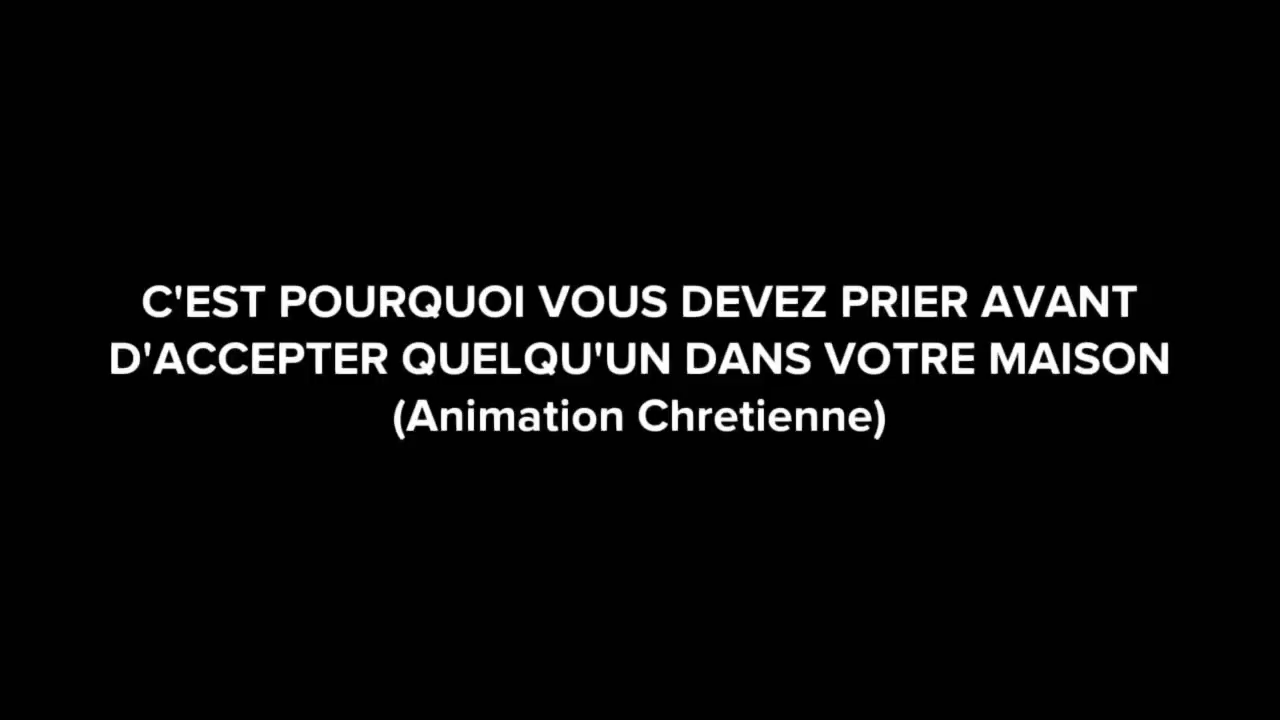 C'EST POURQUOI VOUS DEVEZ PRIER AVANT
D'ACCEPTER QUELQU'UN DANS VOTRE MAISON
(Animation Chretienne)